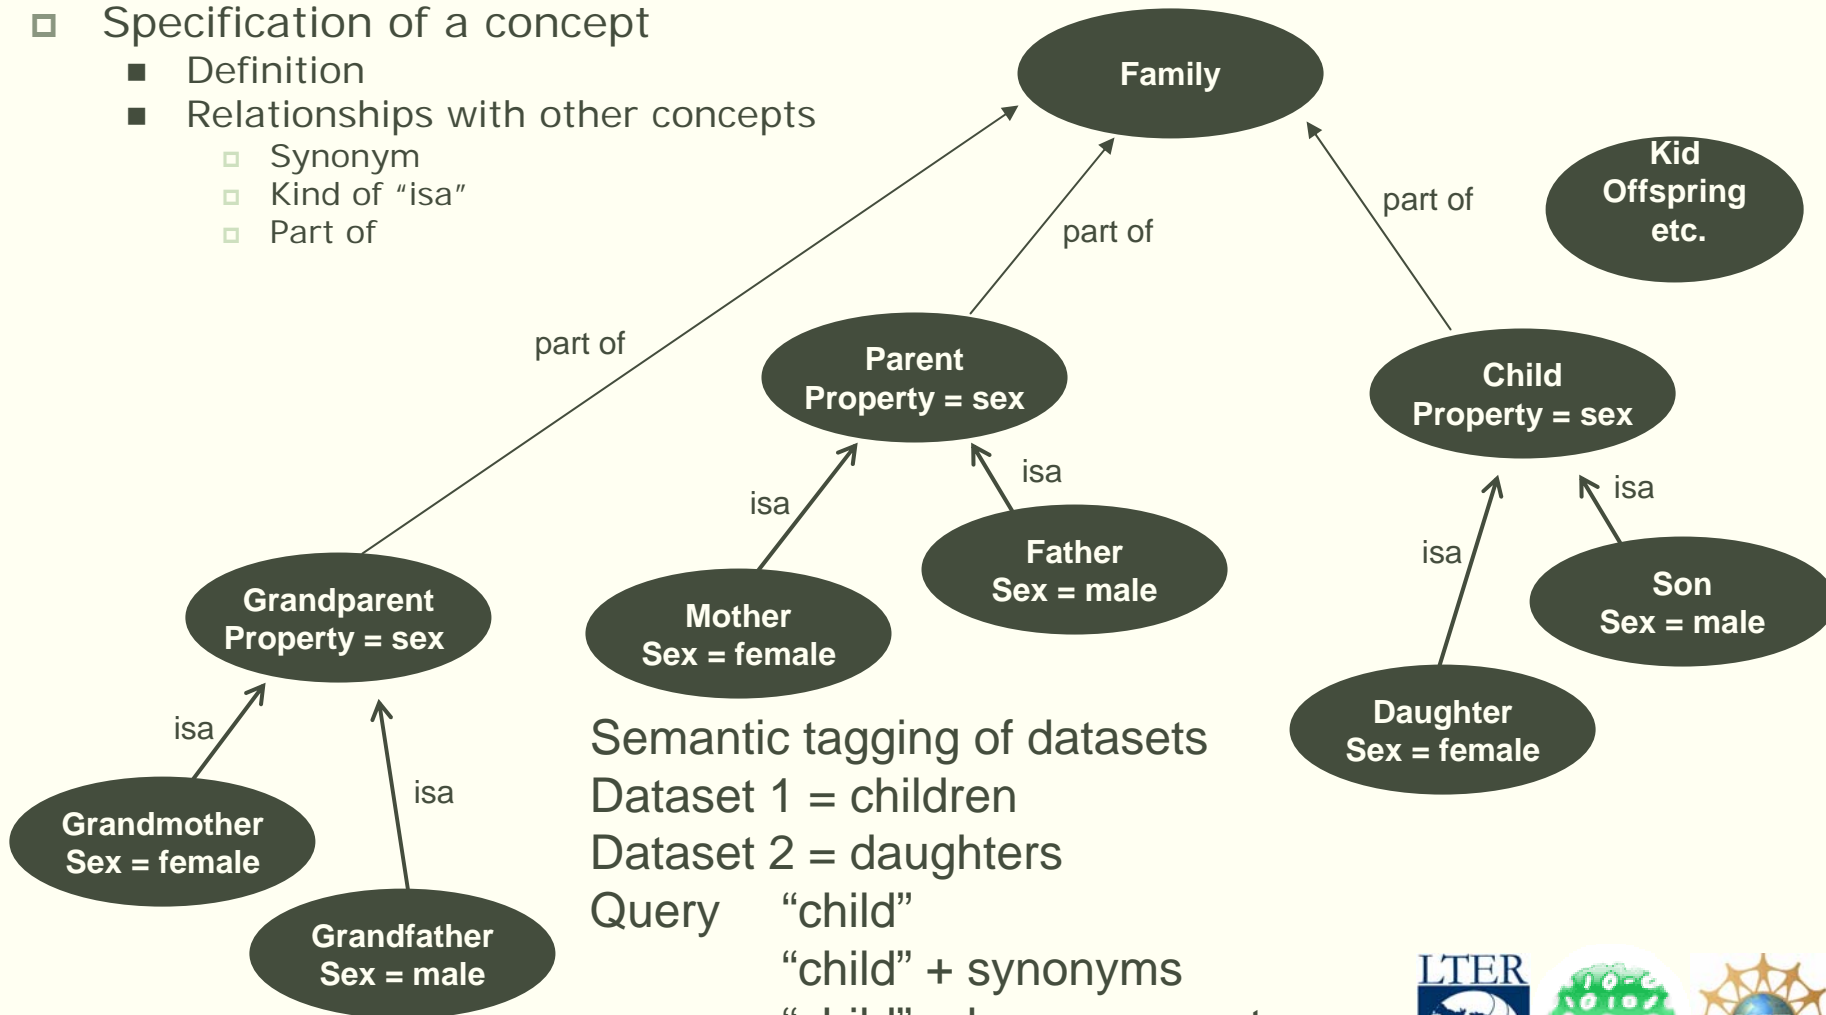 Specification of a concept
Definition
Relationships with other concepts
Synonym
Kind of “isa”
Part of
Family
Kid
Offspring
etc.
part of
part of
part of
Parent
Property = sex
Child
Property = sex
isa
isa
isa
isa
Father
Sex = male
Mother
Sex = female
Son
Sex = male
Grandparent
Property = sex
Daughter
Sex = female
isa
isa
Grandmother
Sex = female
Grandfather
Sex = male
Semantic tagging of datasets
Dataset 1 = children
Dataset 2 = daughters
Query “child”
“child” + synonyms
LTER